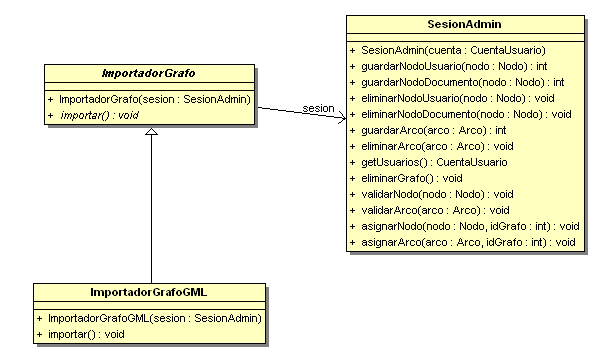 ImportadorGrafo
+ ImportadorGrafo(sesion : SesionAdmin)
+ importar() : void
sesion
SesionAdmin
+ SesionAdmin(cuenta : CuentaUsuario)
+ guardarNodoUsuario(nodo : Nodo) : int
+ guardarNodoDocumento(nodo : Nodo) : int
+ eliminarNodoUsuario(nodo : Nodo) : void
+ eliminarNodoDocumento(nodo : Nodo) : void
+ guardarArco(arco : Arco) : int
+ eliminarArco(arco : Arco) : void
+ getUsuarios() : CuentaUsuario
+ eliminarGrafo() : void
+ validarNodo(nodo : Nodo) : void
+ validarArco(arco : Arco) : void
+ asignarNodo(nodo : Nodo, idGrafo : int) : void
+ asignarArco(arco : Arco, idGrafo : int) : void
ImportadorGrafoGML
+ ImportadorGrafoGML(sesion : SesionAdmin)
+ importar() : void